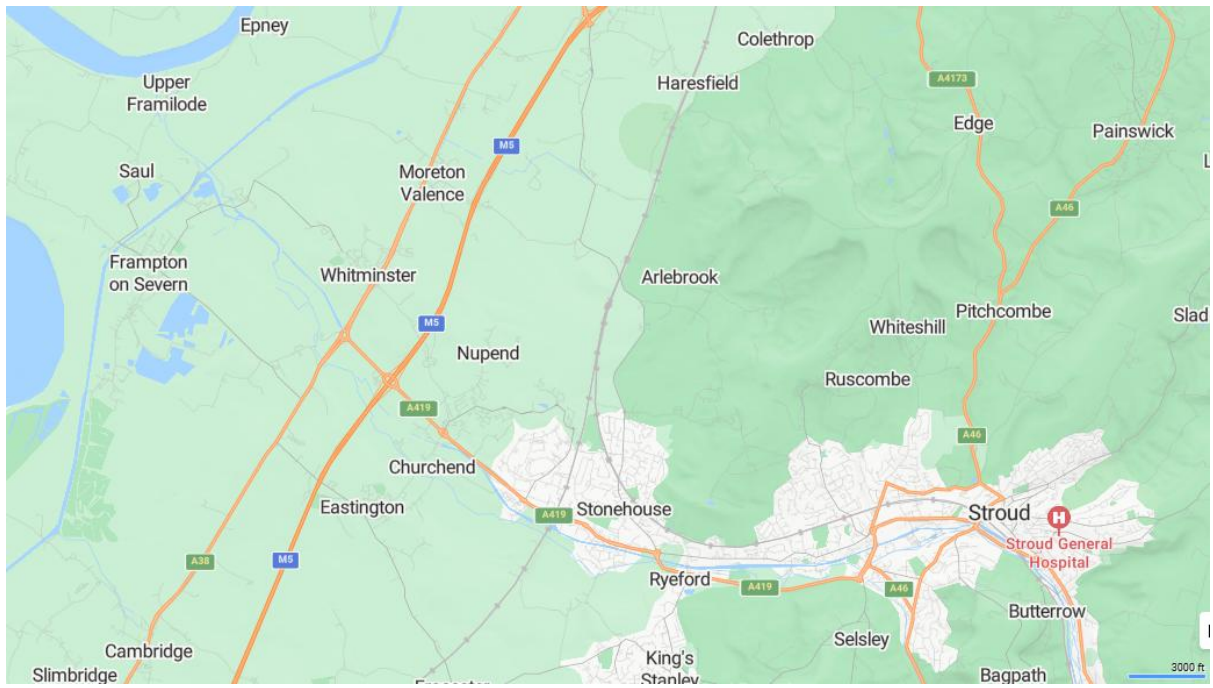 Epney
Colethrop
Upper
Framilode
Haresfield
A4173
Edge
Painswick
M5
Saul
Moreton
Valence
A46
Frampton
on Severn
Whitminster
Arlebrook
Pitchcombe
M5
Whiteshill
Slad
Nupend
Ruscombe
A419
A46
Churchend
Eastington
A419
Stonehouse
Stroud
H
Stroud General
Hospital
A38
M5
Ryeford
A419
A46
Butterrow
Selsley
Cambridge
King's
Stanley
Slimbridge
Bagpath
3000 ft